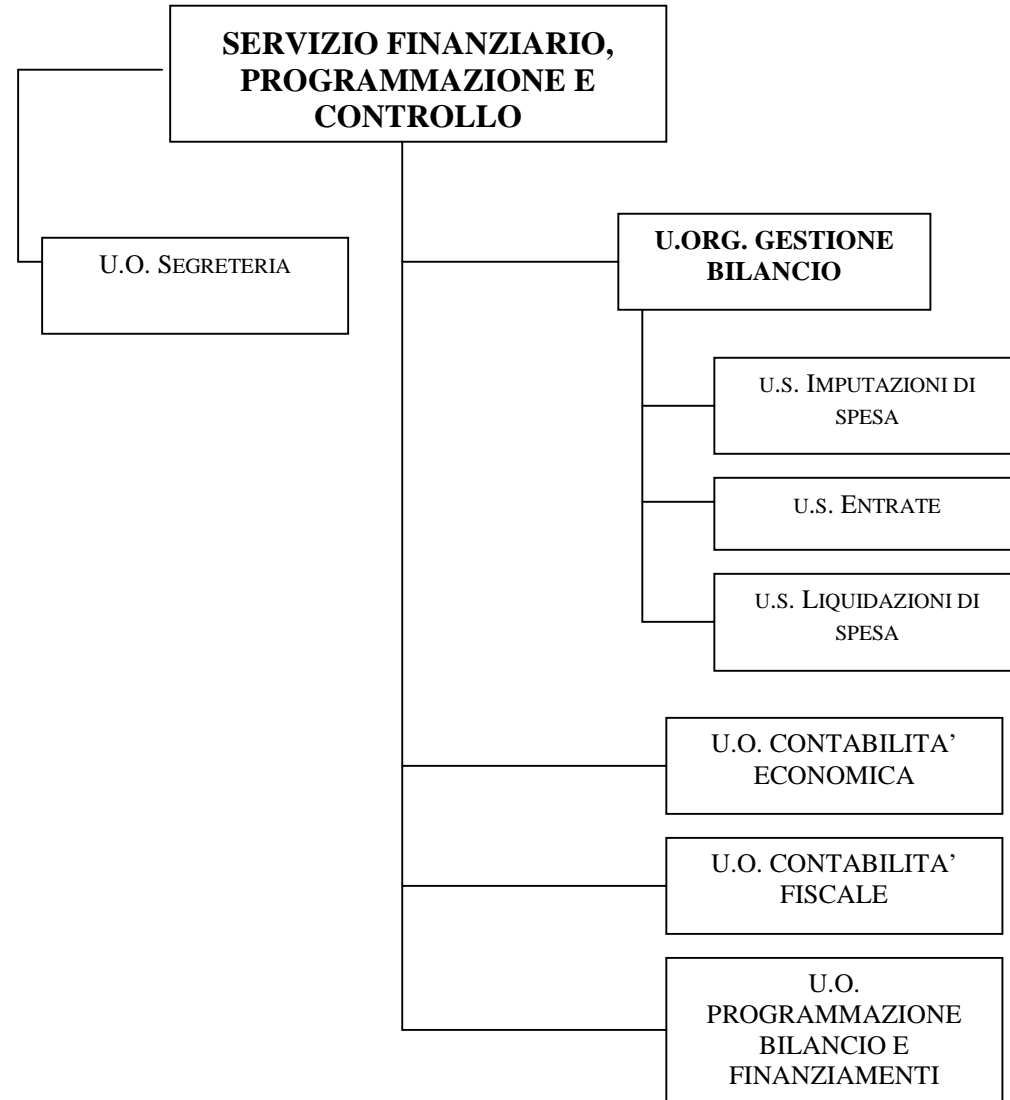 SERVIZIO FINANZIARIO,
PROGRAMMAZIONE E
CONTROLLO
U.O. SEGRETERIA
U.ORG. GESTIONE
BILANCIO
U.S. IMPUTAZIONI DI
SPESA
U.S. ENTRATE
U.S. LIQUIDAZIONI DI
SPESA
U.O. CONTABILITA’
ECONOMICA
U.O. CONTABILITA’
FISCALE
U.O.
PROGRAMMAZIONE
BILANCIO E
FINANZIAMENTI